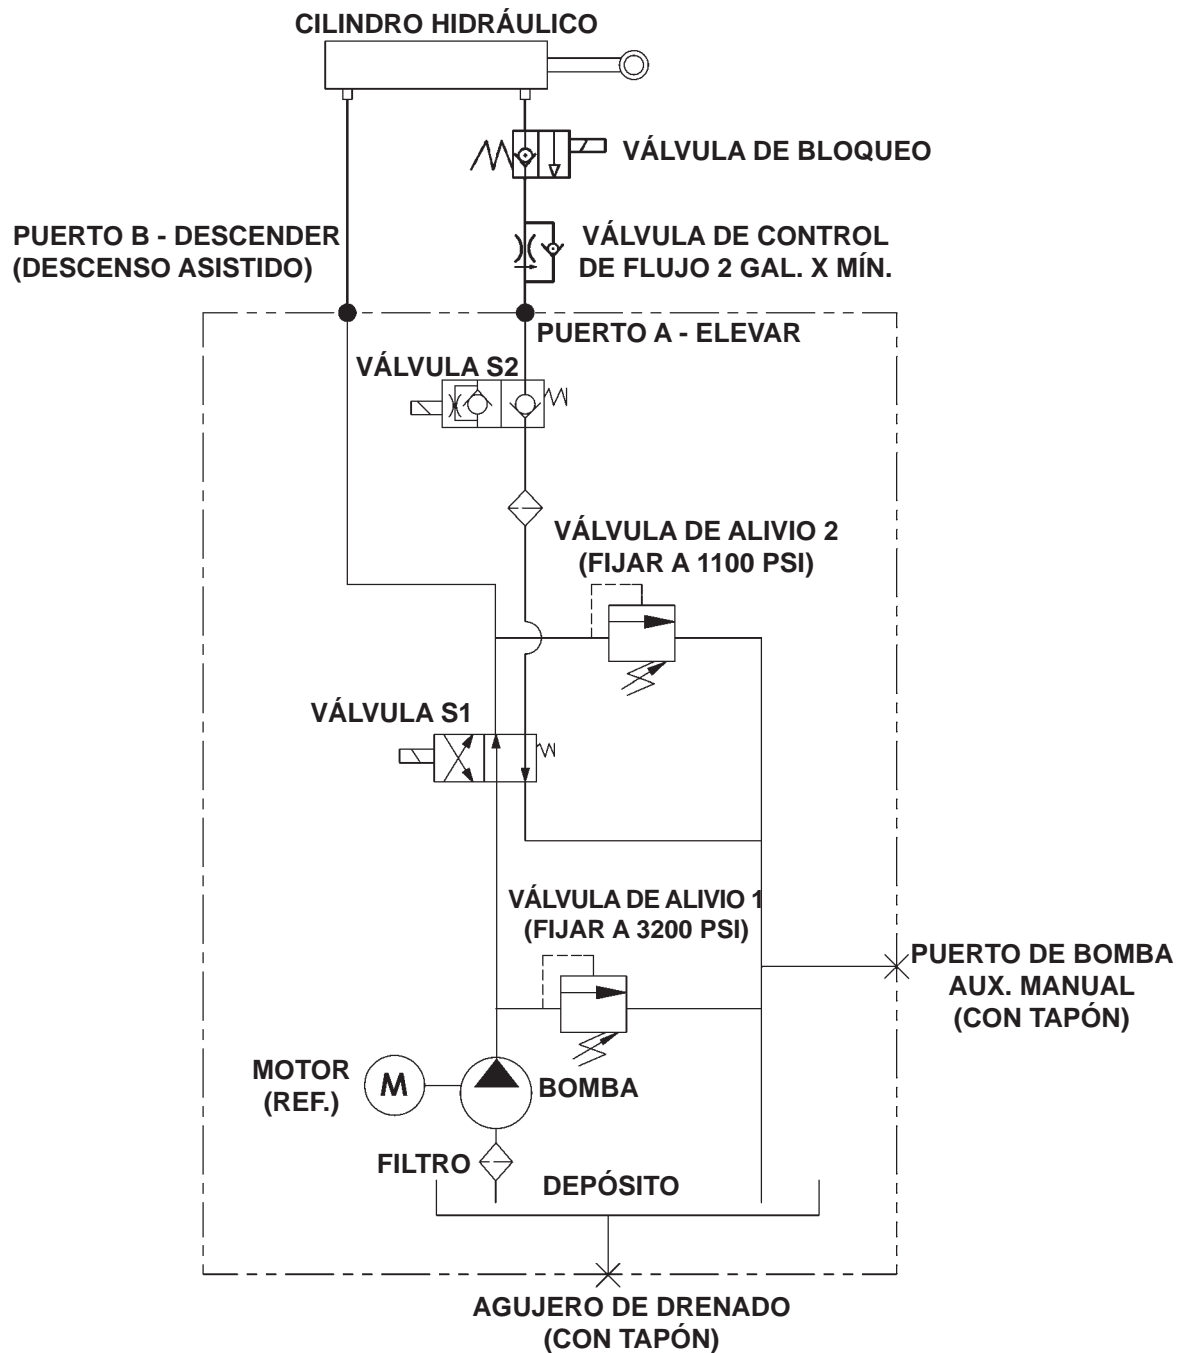 CILINDRO HIDRÁULICO
VÁLVULA DE BLOQUEO
PUERTO B - DESCENDER
(DESCENSO ASISTIDO)
VÁLVULA DE CONTROL
DE FLUJO 2 GAL. X MÍN.
PUERTO A - ELEVAR
VÁLVULA S2
VÁLVULA DE ALIVIO 2
(FIJAR A 1100 PSI)
VÁLVULA S1
VÁLVULA DE ALIVIO 1
(FIJAR A 3200 PSI)
PUERTO DE BOMBA
AUX. MANUAL
(CON TAPÓN)
MOTOR
(REF.)
M
BOMBA
FILTRO
DEPÓSITO
AGUJERO DE DRENADO
(CON TAPÓN)